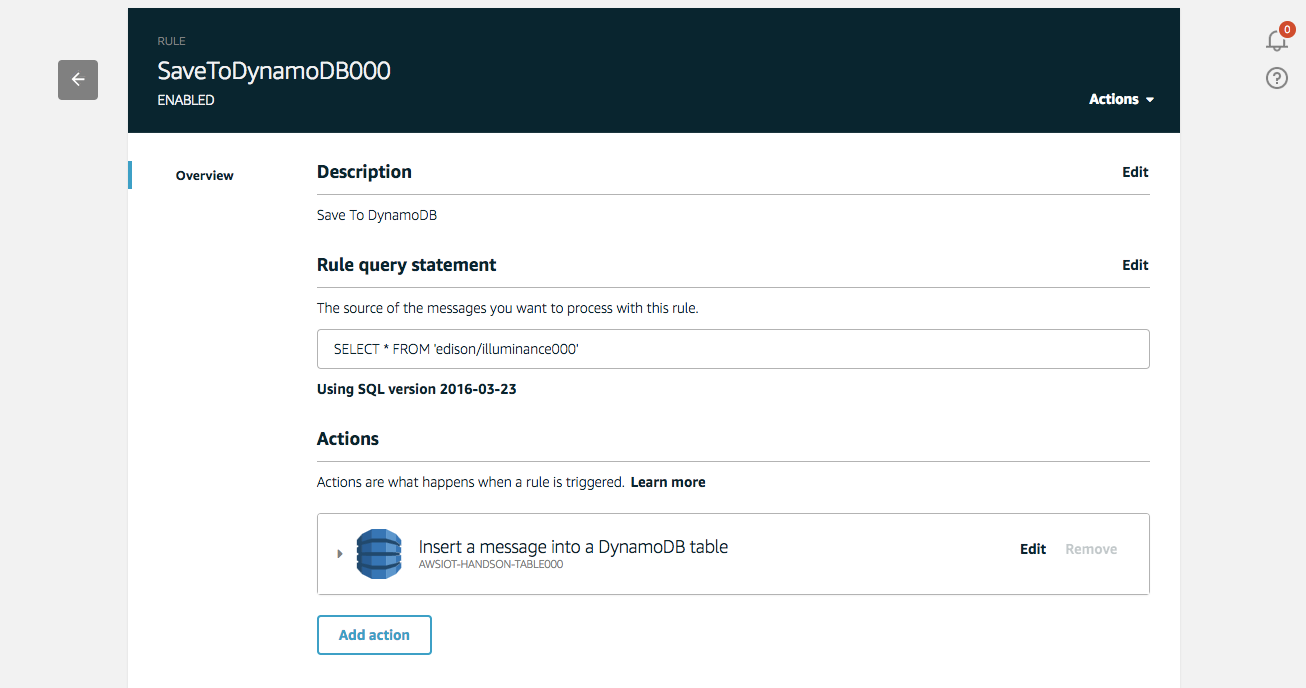 RULE
SaveToDynamoDB000
ENABLED
Actions
0
?
Overview
Description
Edit
Save To DynamoDB
Rule query statement
Edit
The source of the messages you want to process with this rule.
SELECT * FROM 'edison/illuminance000'
Using SQL version 2016-03-23
Actions
Actions are what happens when a rule is triggered. Learn more
Insert a message into a DynamoDB table
AWSIOT-HANDSON-TABLE000
Edit
Remove
Add action